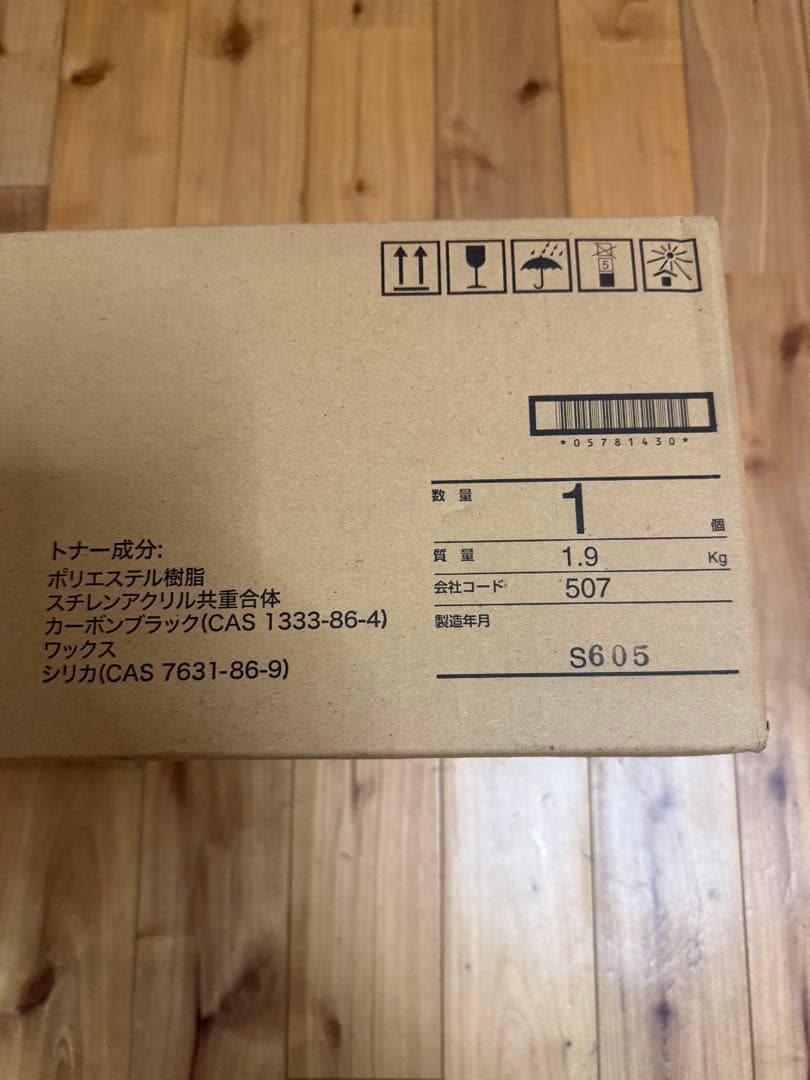 5
*05781430*
数量 1 個
質量 1.9 Kg
会社コード 507
製造年月
S605
トナー成分:
ポリエステル樹脂
スチレンアクリル共重合体
カーボンブラック(CAS 1333-86-4)
ワックス
シリカ(CAS 7631-86-9)